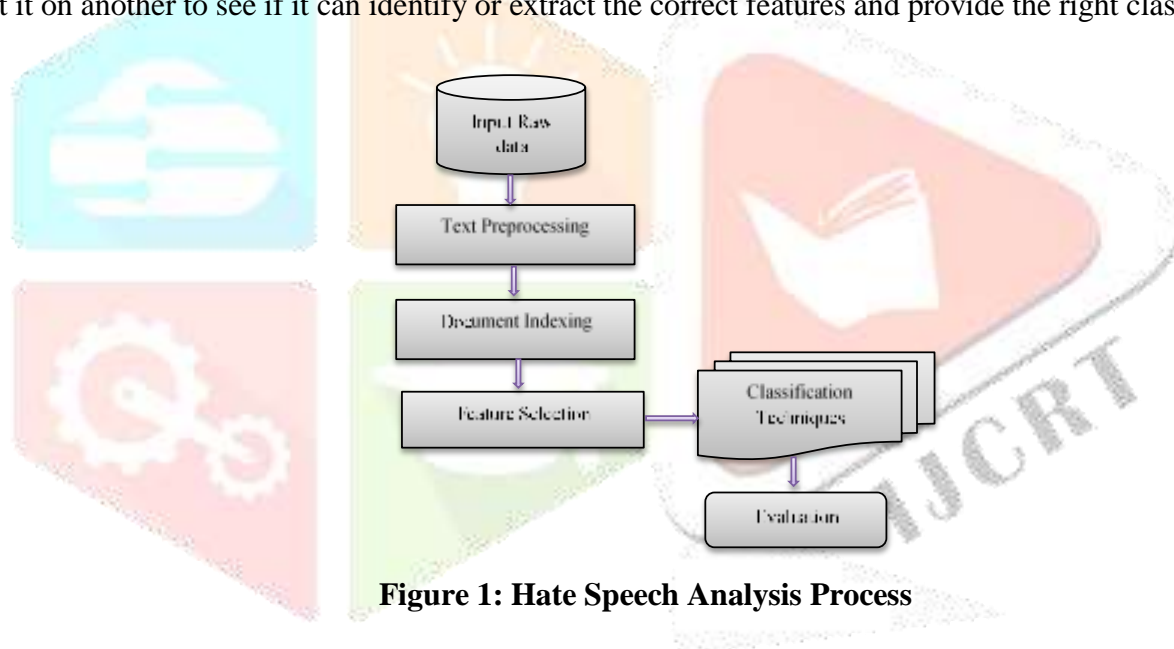 t it on another to see if it can identify or extract the correct features and provide the right clas
Input Raw
data
Text Preprocessing
Document Indexing
Feature Selection
Classification
Techniques
Evaluation
IJCRT
Figure 1: Hate Speech Analysis Process